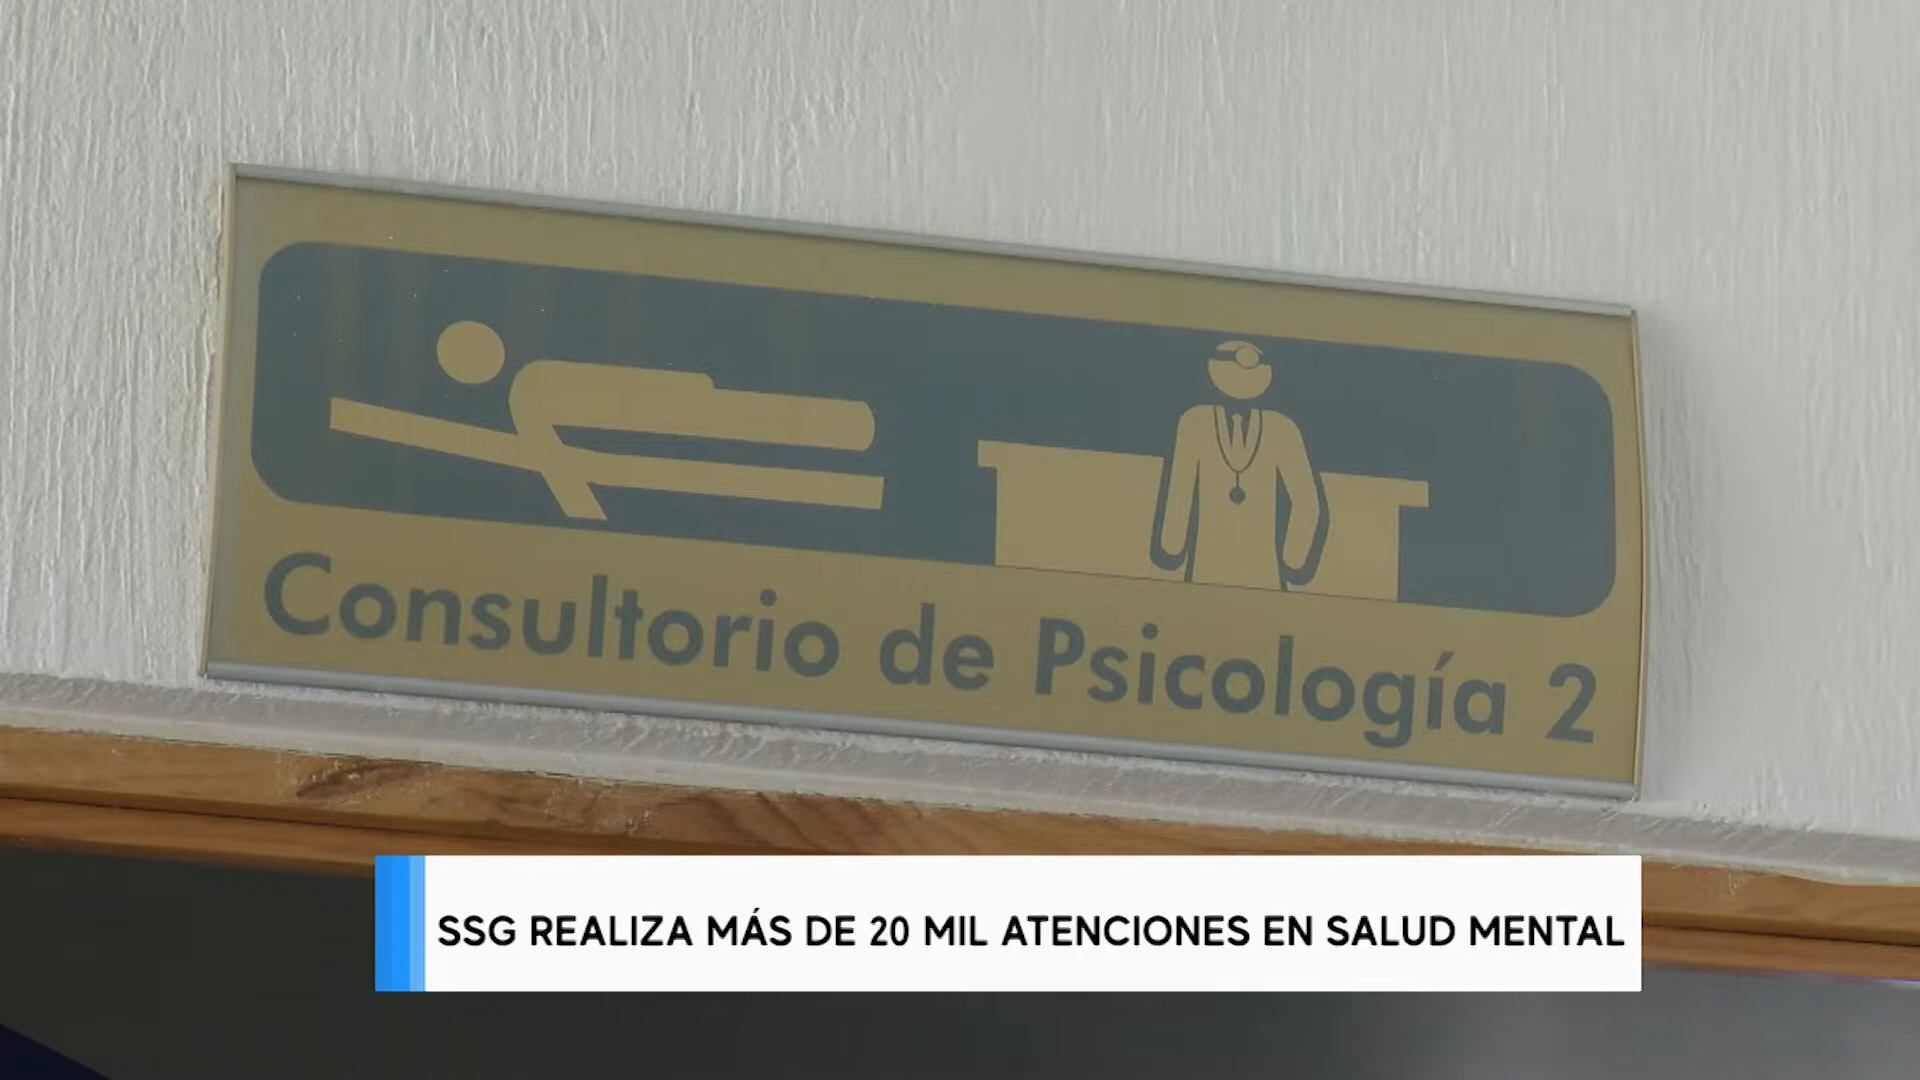 Consultorio de Psicología 2
SSG REALIZA MÁS DE 20 MIL ATENCIONES EN SALUD MENTAL